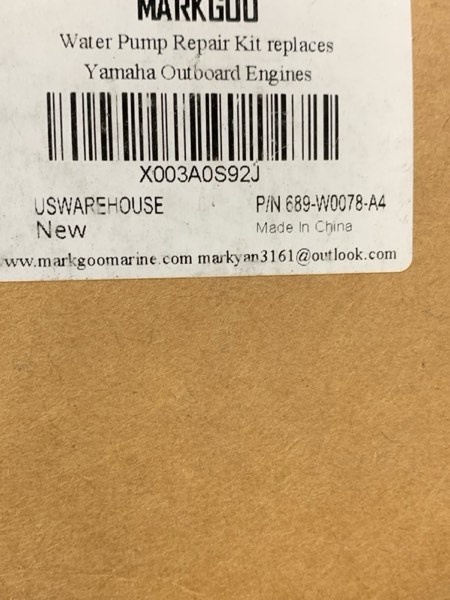 MARKGOO
Water Pump Repair Kit replaces
Yamaha Outboard Engines
X003A0S92J
USWAREHOUSE P/N 689-W0078-A4
New Made In China
ww.markgoomarine.com markyan3161@outlook.com